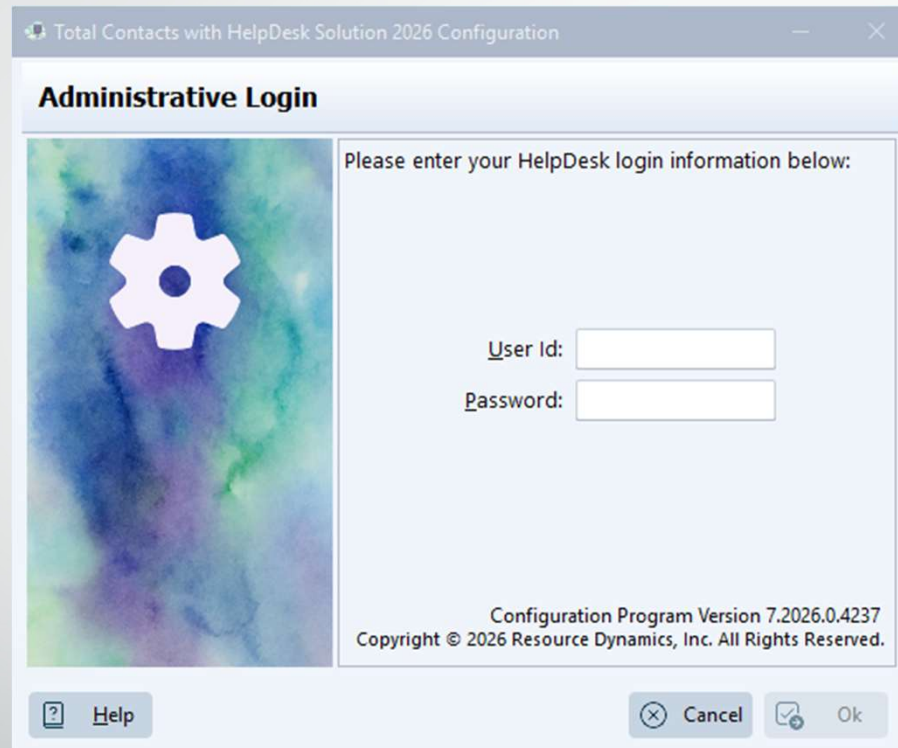 Total Contacts with HelpDesk Solution 2026 Configuration
Administrative Login
Please enter your HelpDesk login information below:
User Id:
Password:
Configuration Program Version 7.2026.0.4237
Copyright © 2026 Resource Dynamics, Inc. All Rights Reserved.
Help
Cancel
Ok